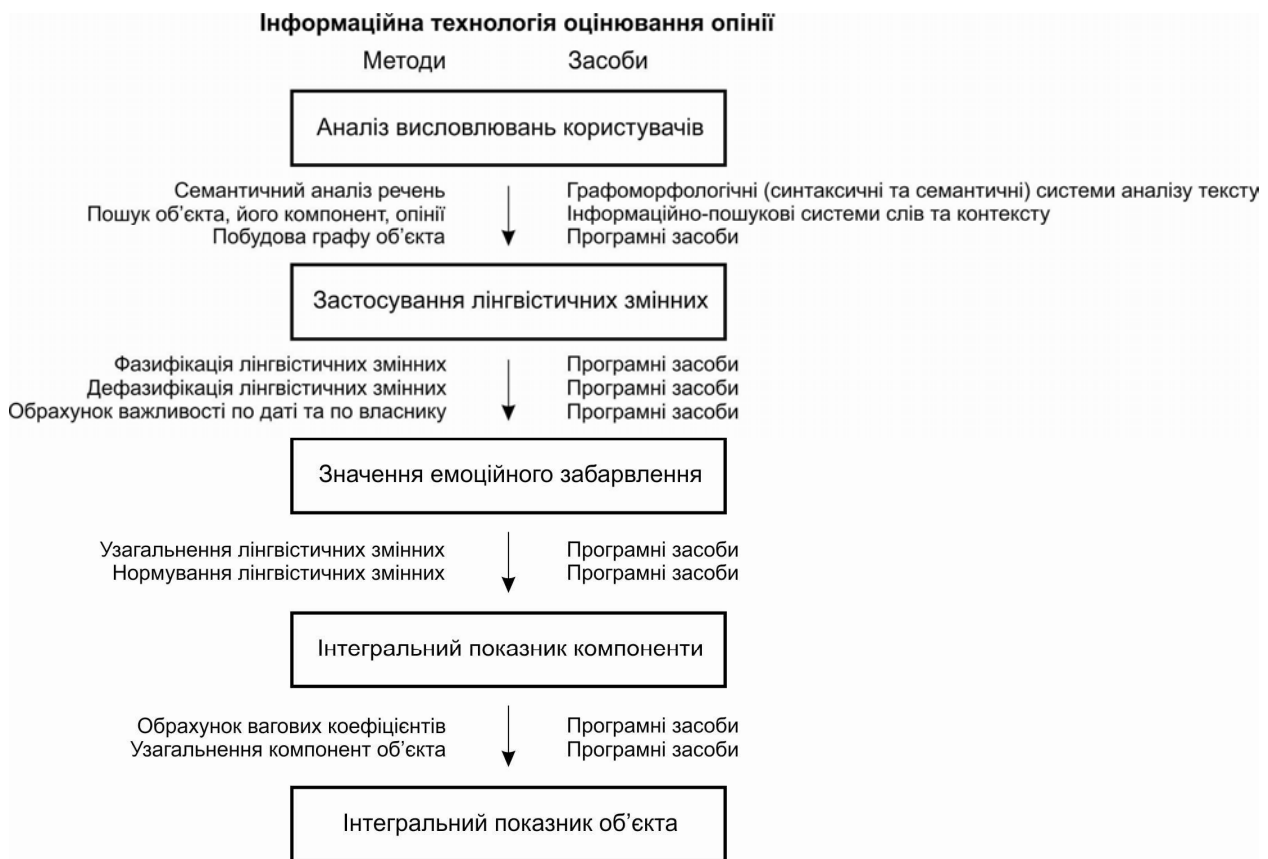 Інформаційна технологія оцінювання опінії
Методи Засоби
Аналіз висловлювань користувачів
Семантичний аналіз речень Графоморфологічні (синтаксичні та семантичні) системи аналізу тексту
Пошук об’єкта, його компонент, опінії Інформаційно-пошукові системи слів та контексту
Побудова графу об’єкта Програмні засоби
Застосування лінгвістичних змінних
Фазифікація лінгвістичних змінних Програмні засоби
Дефазифікація лінгвістичних змінних Програмні засоби
Обрахунок важливості по даті та по власнику Програмні засоби
Значення емоційного забарвлення
Узагальнення лінгвістичних змінних Програмні засоби
Нормування лінгвістичних змінних Програмні засоби
Інтегральний показник компоненти
Обрахунок вагових коефіцієнтів Програмні засоби
Узагальнення компонент об’єкта Програмні засоби
Інтегральний показник об’єкта